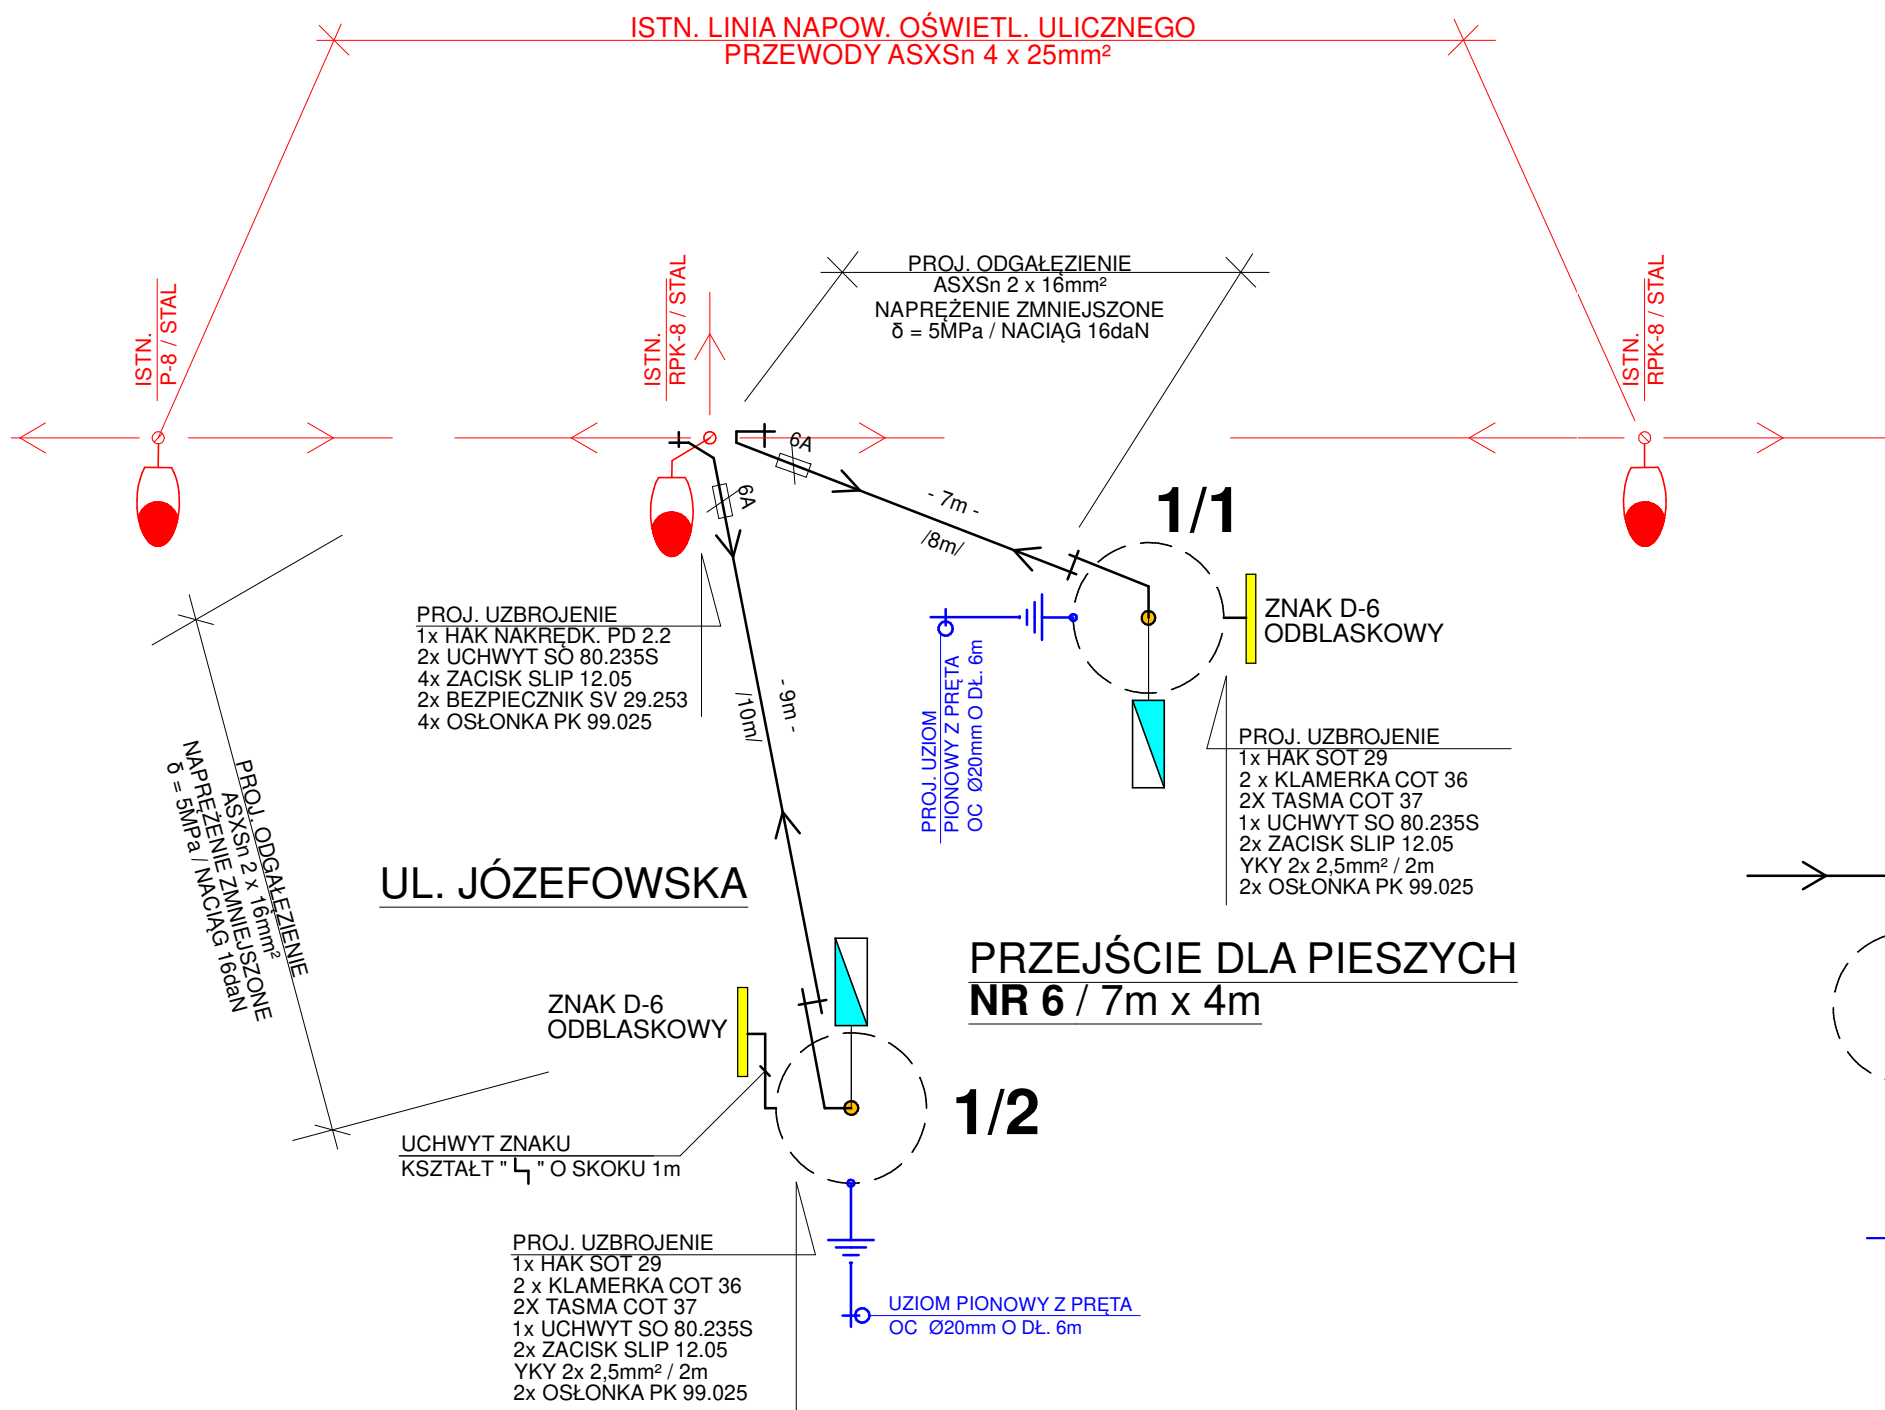 ISTN. LINIA NAPOW. OŚWIETL. ULICZNEGO
PRZEWODY ASXSn 4 x 25mm²
ISTN.
P-8 / STAL
ISTN.
RPK-8 / STAL
PROJ. ODGAŁĘZIENIE
ASXSn 2 x 16mm²
NAPRĘŻENIE ZMNIEJSZONE
δ = 5MPa / NACIĄG 16daN
ISTN.
RPK-8 / STAL
6A
6A
- 7m -
/8m/
1/1
ZNAK D-6
ODBLASKOWY
PROJ. UZBROJENIE
1x HAK NAKRĘDK. PD 2.2
2x UCHWYT SO 80.235S
4x ZACISK SLIP 12.05
2x BEZPIECZNIK SV 29.253
4x OSŁONKA PK 99.025
- 9m -
/10m/
PROJ. UZIOM
PIONOWY Z PRĘTA
OC Ø20mm O DŁ. 6m
PROJ. UZBROJENIE
1x HAK SOT 29
2 x KLAMERKA COT 36
2X TASMA COT 37
1x UCHWYT SO 80.235S
2x ZACISK SLIP 12.05
YKY 2x 2,5mm² / 2m
2x OSŁONKA PK 99.025
PROJ. ODGAŁĘZIENIE
ASXSn 2 x 16mm²
NAPRĘŻENIE ZMNIEJSZONE
δ = 5MPa / NACIĄG 16daN
UL. JÓZEFOWSKA
PRZEJŚCIE DLA PIESZYCH
NR 6 / 7m x 4m
ZNAK D-6
ODBLASKOWY
1/2
UCHWYT ZNAKU
KSZTAŁT " " O SKOKU 1m
PROJ. UZBROJENIE
1x HAK SOT 29
2 x KLAMERKA COT 36
2X TASMA COT 37
1x UCHWYT SO 80.235S
2x ZACISK SLIP 12.05
YKY 2x 2,5mm² / 2m
2x OSŁONKA PK 99.025
UZIOM PIONOWY Z PRĘTA
OC Ø20mm O DŁ. 6m